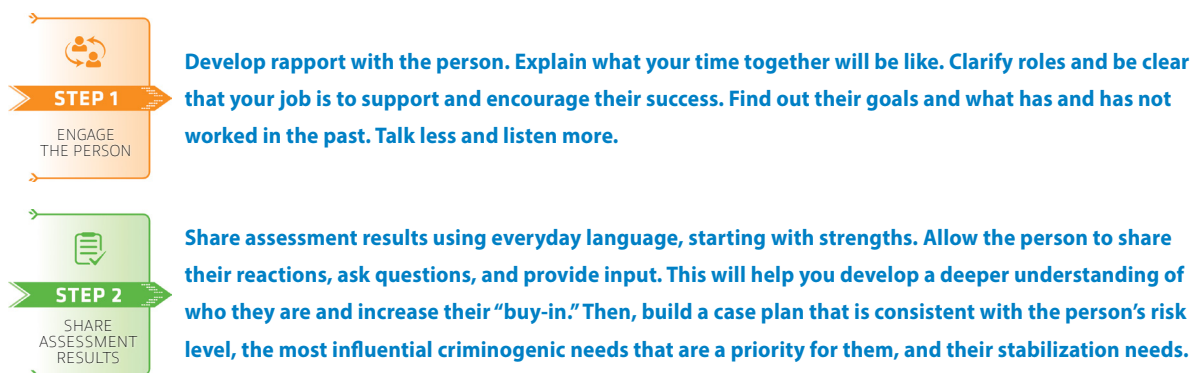 STEP 1
ENGAGE
THE PERSON
Develop rapport with the person. Explain what your time together will be like. Clarify roles and be clear
that your job is to support and encourage their success. Find out their goals and what has and has not
worked in the past. Talk less and listen more.
STEP 2
SHARE
ASSESSMENT
RESULTS
Share assessment results using everyday language, starting with strengths. Allow the person to share
their reactions, ask questions, and provide input. This will help you develop a deeper understanding of
who they are and increase their “buy-in.” Then, build a case plan that is consistent with the person’s risk
level, the most influential criminogenic needs that are a priority for them, and their stabilization needs.